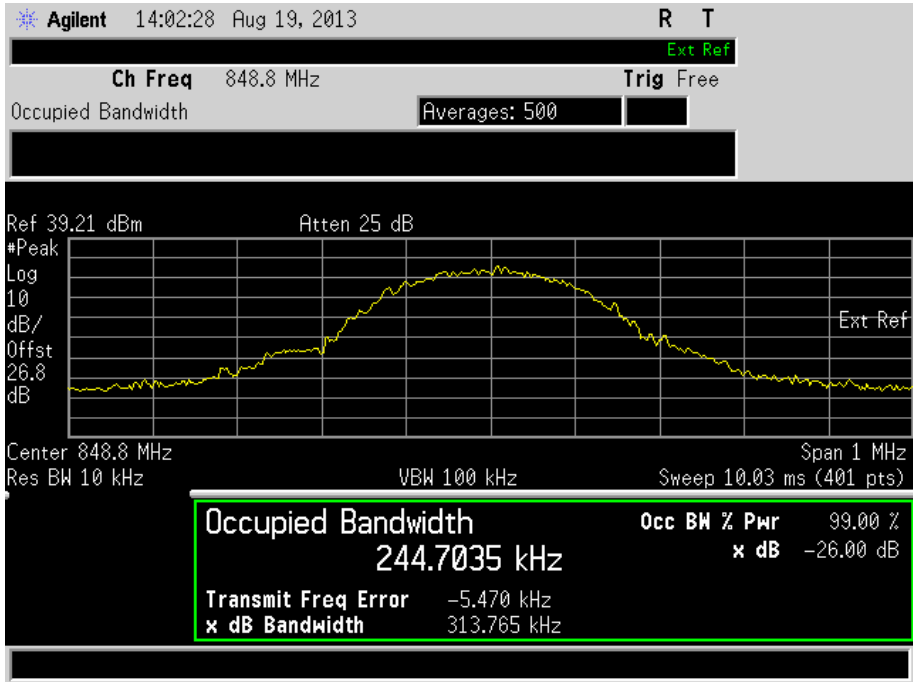 Agilent 14:02:28 Aug 19, 2013 R T
Ext Ref
Ch Freq 848.8 MHz Trig Free
Occupied Bandwidth Averages: 500
Ref 39.21 dBm Atten 25 dB
#Peak
Log
10
dB/
Ext Ref
Offst
26.8
dB
Center 848.8 MHz Span 1 MHz
Res BW 10 kHz VBW 100 kHz Sweep 10.03 ms (401 pts)
Occupied Bandwidth Occ BW % Pwr 99.00 %
244.7035 kHz x dB -26.00 dB
Transmit Freq Error -5.470 kHz
x dB Bandwidth 313.765 kHz